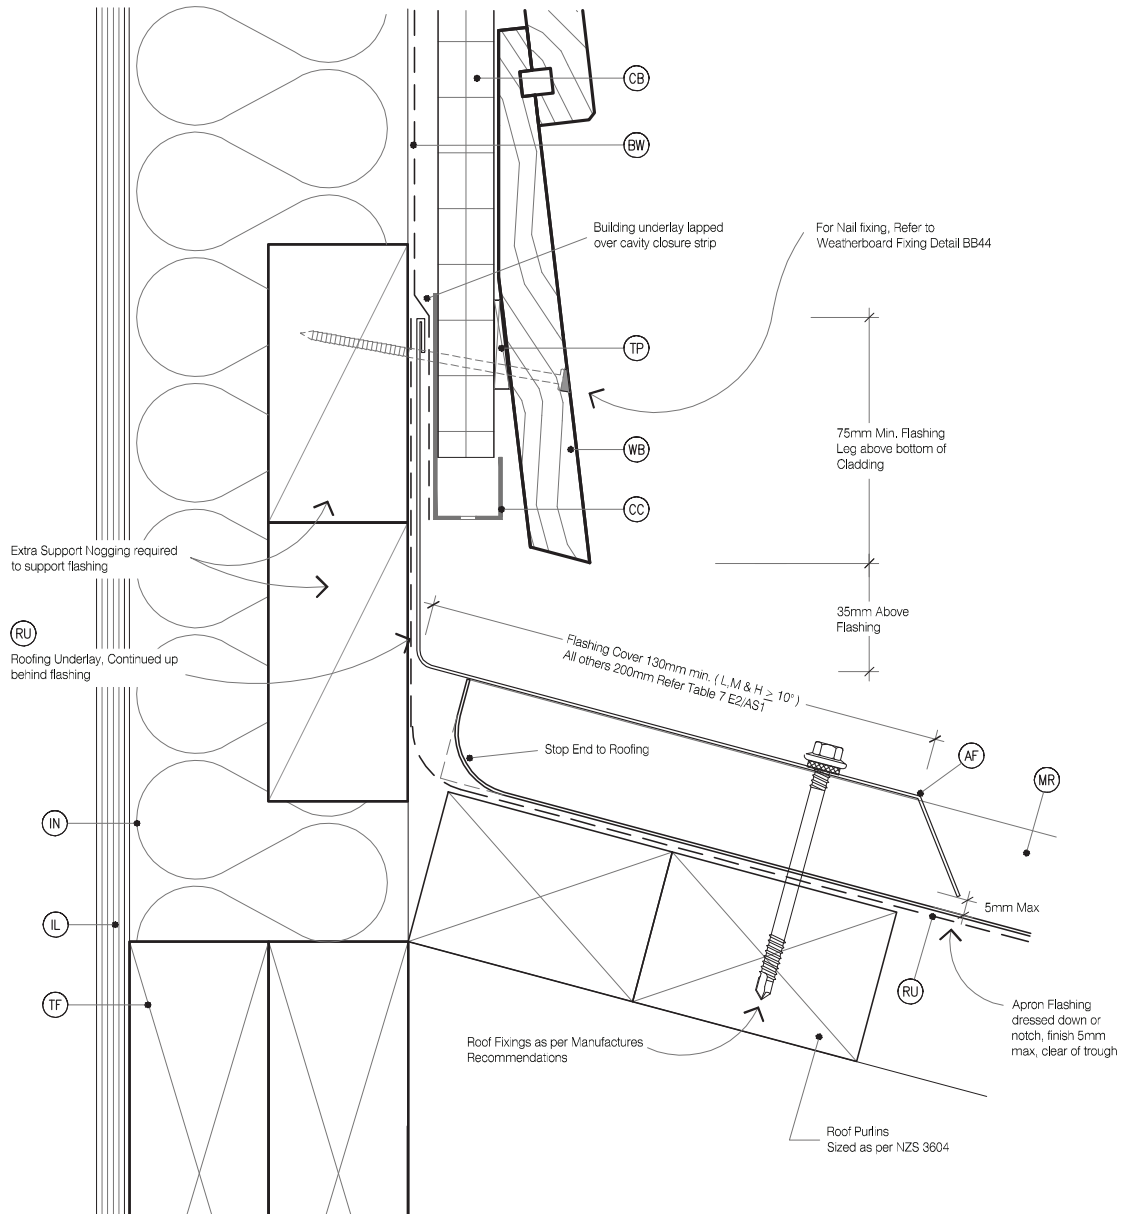 CB
BW
Building underlay lapped
over cavity closure strip
For Nail fixing, Refer to
Weatherboard Fixing Detail BB44
TP
75mm Min. Flashing
Leg above bottom of
Cladding
WB
CC
Extra Support Nogging required
to support flashing
35mm Above
Flashing
RU
Roofing Underlay, Continued up
behind flashing
Flashing Cover 130mm min. ( L,M & H ≥ 10° )
All others 200mm Refer Table 7 E2/AS1
Stop End to Roofing
AF
MR
IN
5mm Max
IL
RU
TF
Apron Flashing
dressed down or
notch, finish 5mm
max, clear of trough
Roof Fixings as per Manufactures
Recommendations
Roof Purlins
Sized as per NZS 3604